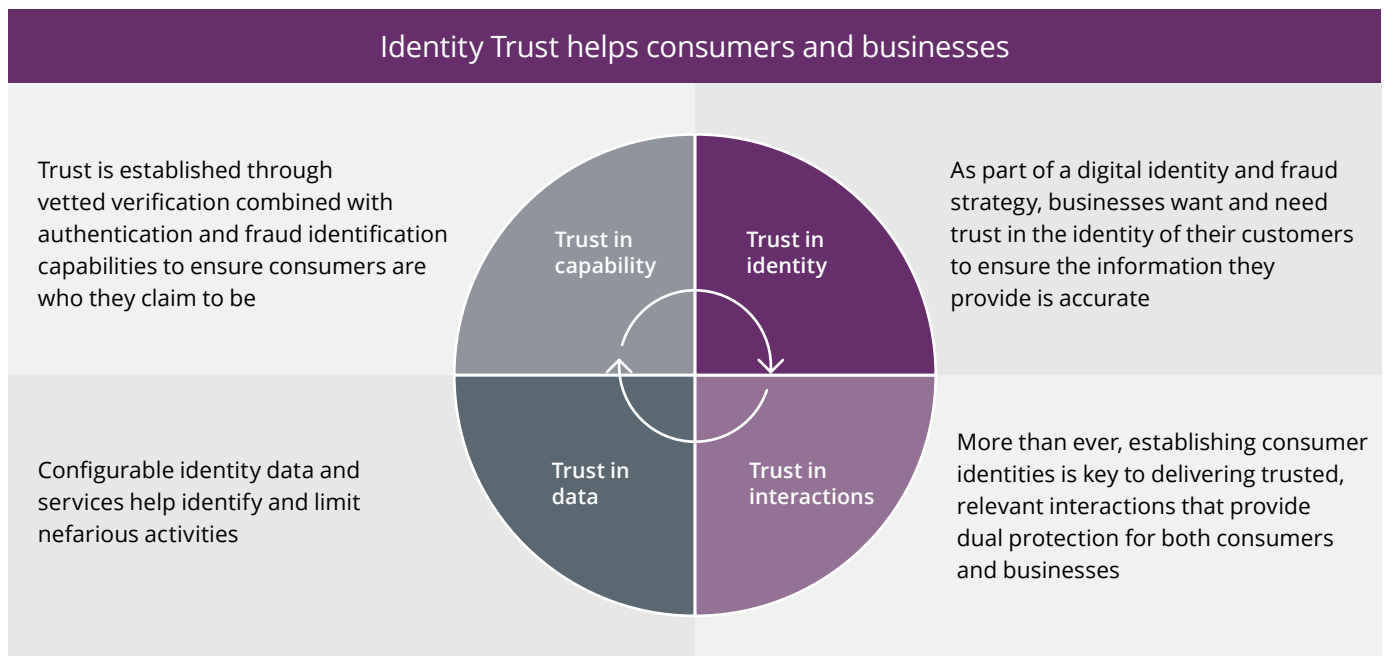 Identity Trust helps consumers and businesses
Trust is established through
vetted verification combined with
authentication and fraud identification
capabilities to ensure consumers are
who they claim to be
Trust in
capability
Trust in
identity
As part of a digital identity and fraud
strategy, businesses want and need
trust in the identity of their customers
to ensure the information they
provide is accurate
Configurable identity data and
services help identify and limit
nefarious activities
Trust in
data
Trust in
interactions
More than ever, establishing consumer
identities is key to delivering trusted,
relevant interactions that provide
dual protection for both consumers
and businesses